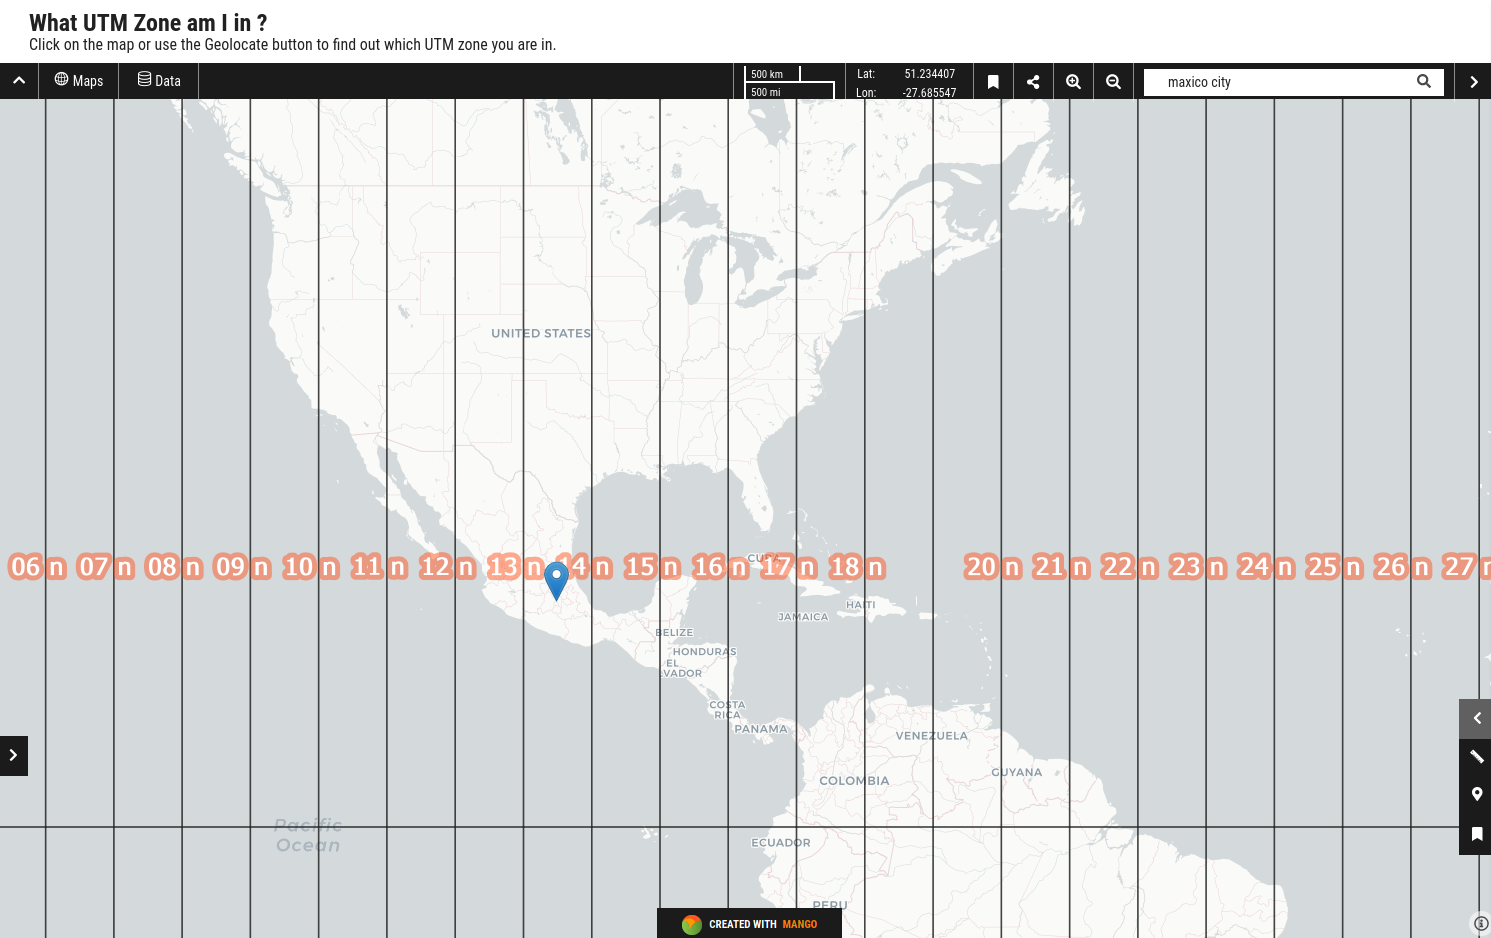 What UTM Zone am I in ?
Click on the map or use the Geolocate button to find out which UTM zone you are in.
Maps
Data
500 km
500 mi
Lat: 51.234407
Lon: -27.685547
maxico city
UNITED STATES
06 n 07 n 08 n 09 n 10 n 11 n 12 n 13 n 4 n 15 n 16 n 17 n 18 n 20 n 21 n 22 n 23 n 24 n 25 n 26 n 27 n
CUBA
HAITI
JAMAICA
BELIZE
HONDURAS
EL
VADOR
COSTA
RICA
PANAMA
VENEZUELA
GUYANA
COLOMBIA
Pacific
Ocean
ECUADOR
PERU
CREATED WITH MANGO